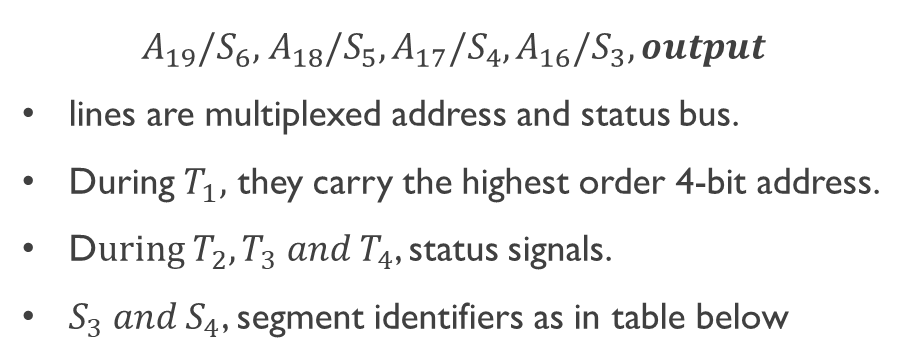 A₁₉/S₆, A₁₈/S₅, A₁₇/S₄, A₁₆/S₃, output
• lines are multiplexed address and status bus.
• During T₁, they carry the highest order 4-bit address.
• During T₂, T₃ and T₄, status signals.
• S₃ and S₄, segment identifiers as in table below